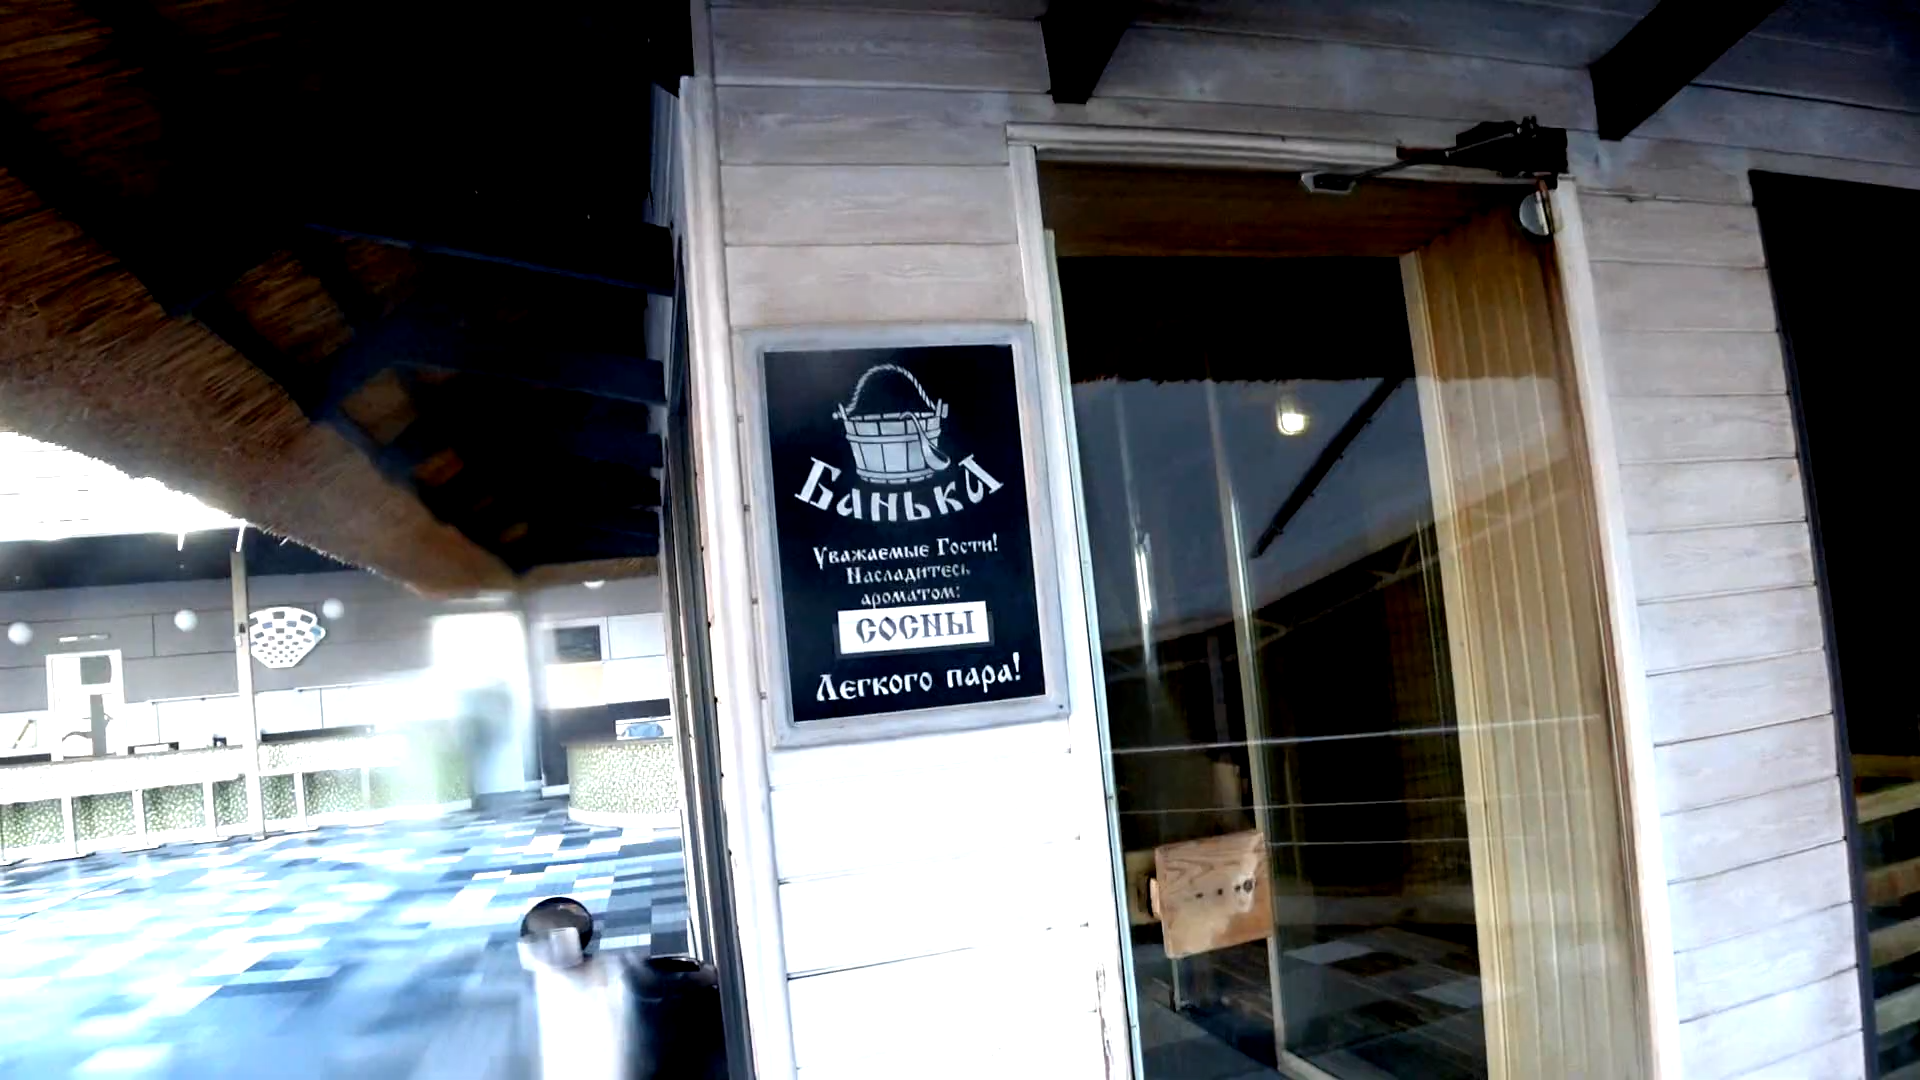 Банька
Уважаемые Гости!
Насладитесь
ароматом:
СОСНЫ
Легкого пара!